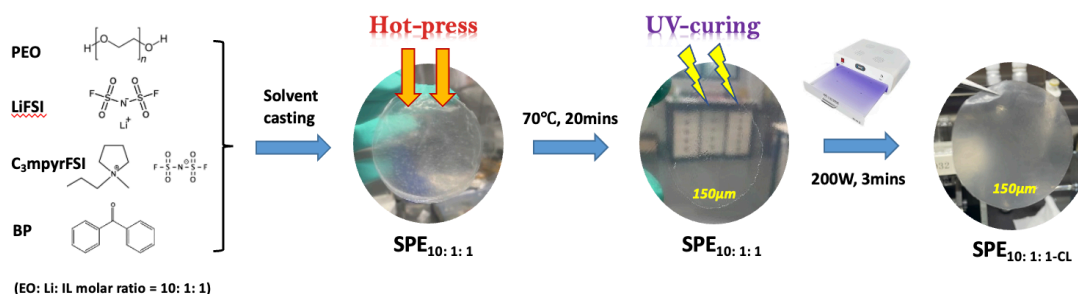 Hot-press
UV-curing
PEO
H O O H n
LiFSI
F S O O N⁻ S O O F
Li⁺
Solvent
casting
70℃, 20mins
C₃mpyrFSI
N ⊕
F S O O N ⊖ S O O F
150μm
200W, 3mins
150μm
BP
O
SPE₁₀: ₁: ₁
SPE₁₀: ₁: ₁
SPE₁₀: ₁: ₁-CL
(EO: Li: IL molar ratio = 10: 1: 1)